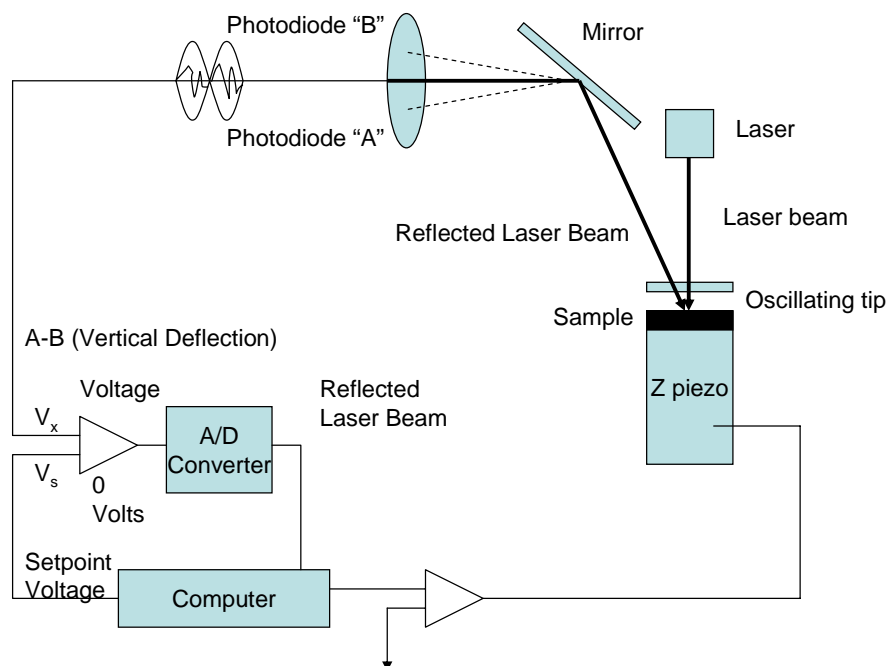 Photodiode “B”
Mirror
Photodiode “A”
Laser
Laser beam
Reflected Laser Beam
Oscillating tip
Sample
A-B (Vertical Deflection)
Z piezo
Voltage
Reflected
Laser Beam
Vx
A/D
Converter
Vs
0
Volts
Setpoint
Voltage
Computer